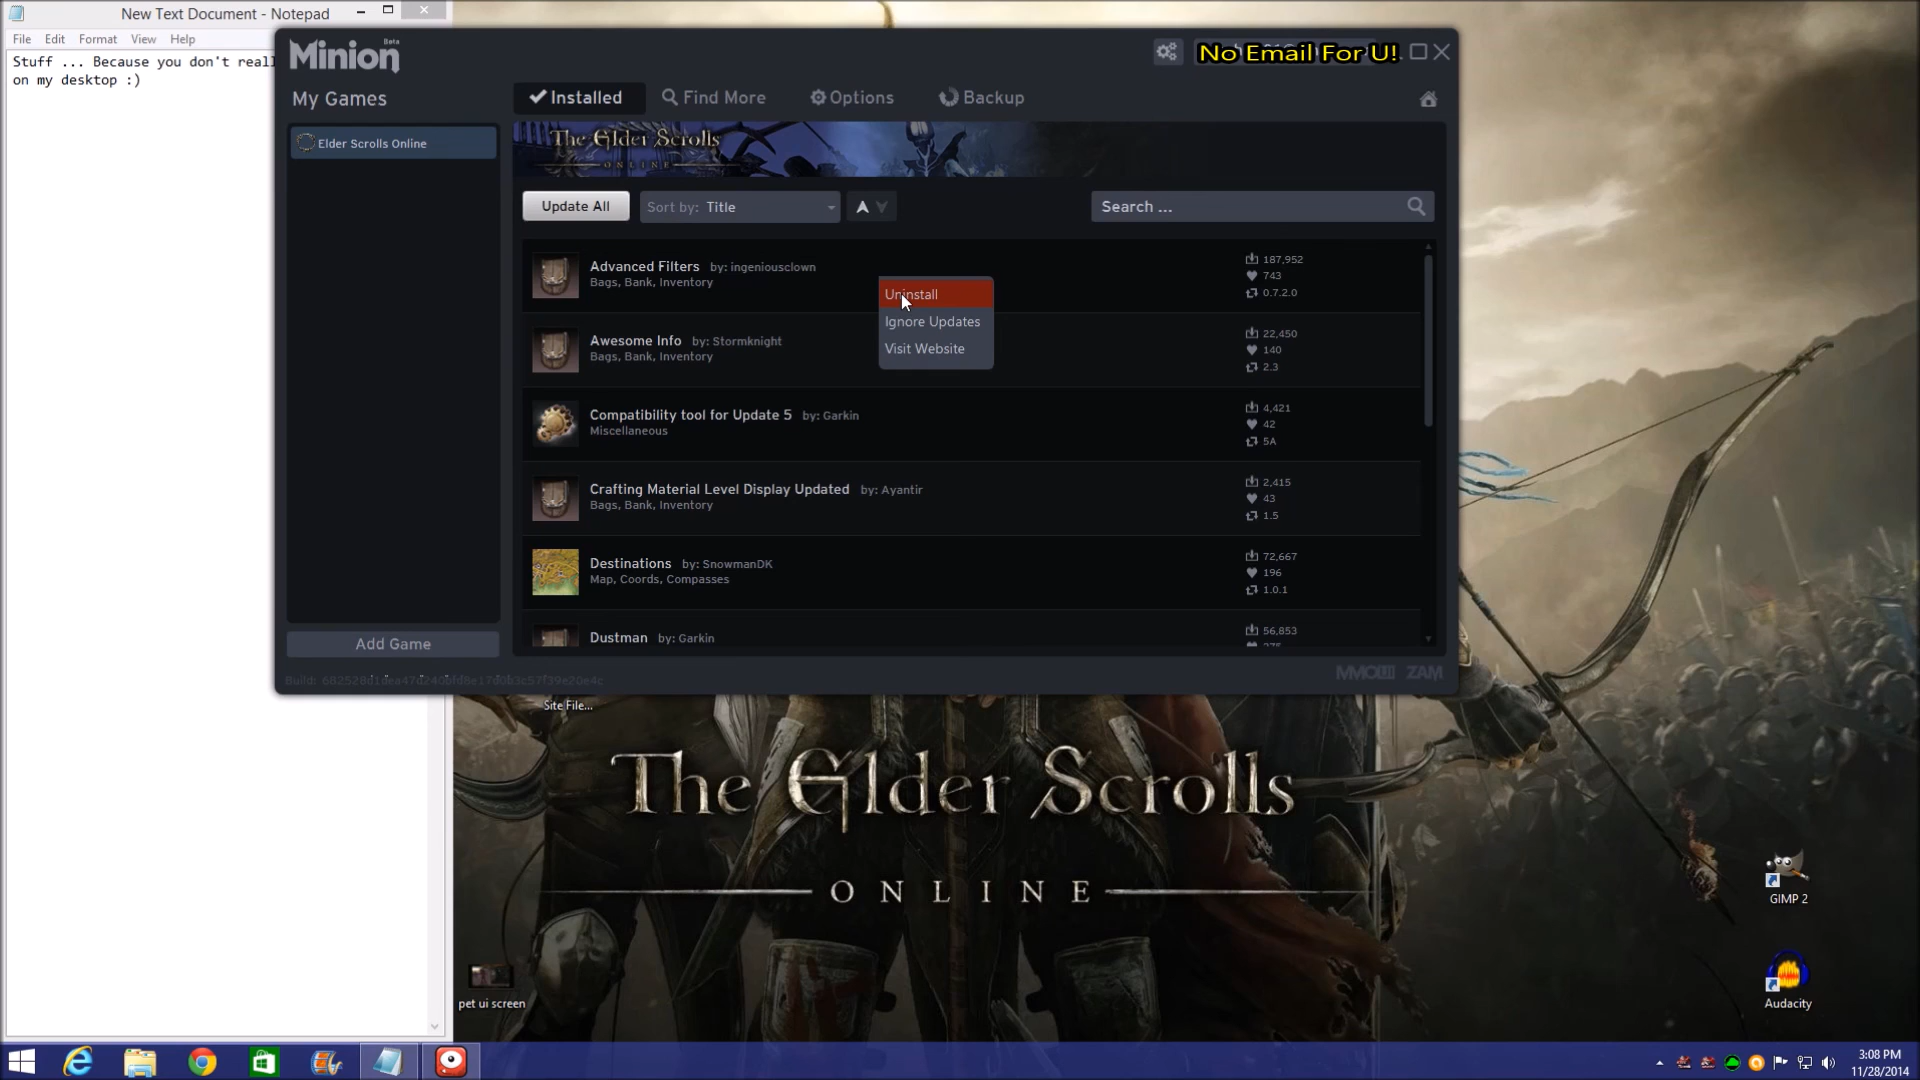 New Text Document - Notepad
File Edit Format View Help
Stuff ... Because you don't reall
on my desktop :)
Minion
Beta
No Email For U!
My Games
Installed
Find More
Options
Backup
Elder Scrolls Online
The Elder Scrolls
ONLINE
Update All
Sort by: Title
Search ...
Advanced Filters by: ingeniousclown
Bags, Bank, Inventory
187,952
743
0.7.2.0
Uninstall
Ignore Updates
Visit Website
Awesome Info by: Stormknight
Bags, Bank, Inventory
22,450
140
2.3
Compatibility tool for Update 5 by: Garkin
Miscellaneous
4,421
42
5A
Crafting Material Level Display Updated by: Ayantir
Bags, Bank, Inventory
2,415
43
1.5
Destinations by: SnowmanDK
Map, Coords, Compasses
72,667
196
1.0.1
Dustman by: Garkin
56,853
Add Game
Build:
MMOUI ZAM
Site File...
The Elder Scrolls
ONLINE
GIMP 2
pet ui screen
Audacity
3:08 PM
11/28/2014